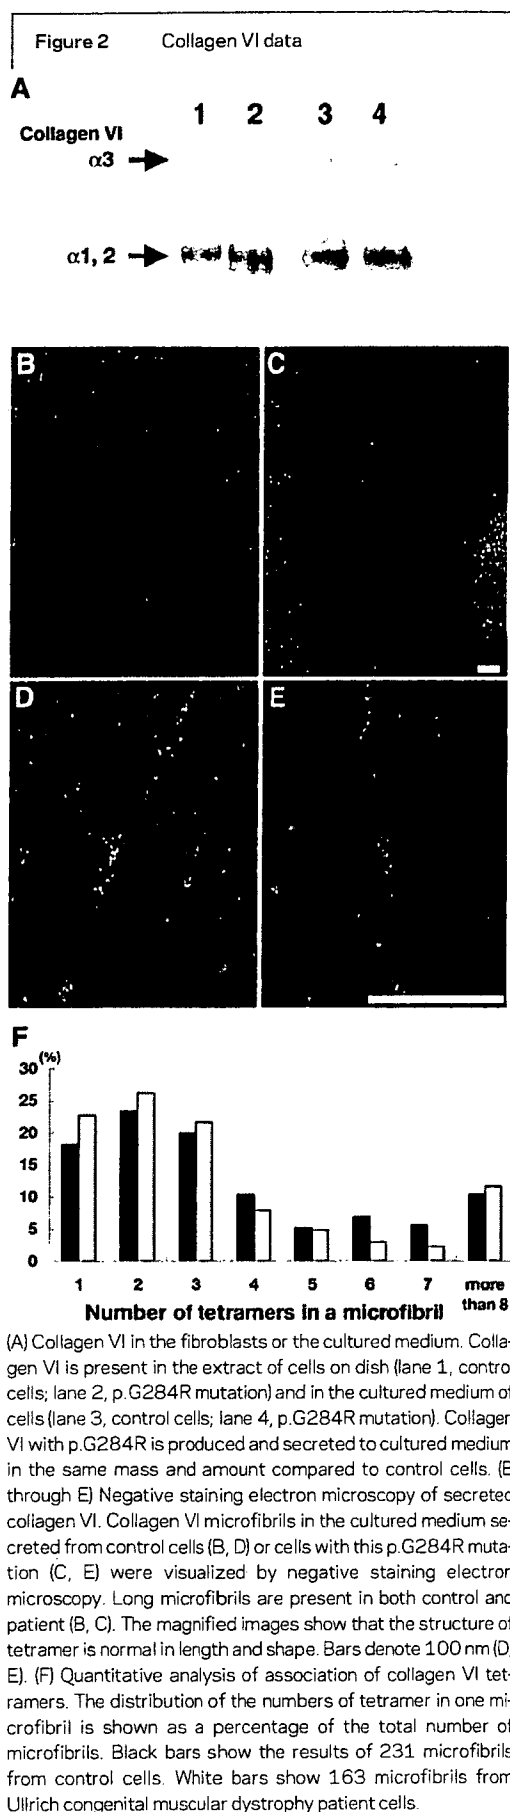 Figure 2 Collagen VI data
A
1 2 3 4
Collagen VI
α3
α1, 2
B C
D E
F
(%)
30
25
20
15
10
5
0
1 2 3 4 5 6 7 more than 8
Number of tetramers in a microfibril
(A) Collagen VI in the fibroblasts or the cultured medium. Colla-
gen VI is present in the extract of cells on dish (lane 1, contro
cells; lane 2, p.G284R mutation) and in the cultured medium of
cells (lane 3, control cells; lane 4, p.G284R mutation). Collagen
VI with p.G284R is produced and secreted to cultured medium
in the same mass and amount compared to control cells. (B
through E) Negative staining electron microscopy of secreted
collagen VI. Collagen VI microfibrils in the cultured medium se-
creted from control cells (B, D) or cells with this p.G284R muta-
tion (C, E) were visualized by negative staining electron
microscopy. Long microfibrils are present in both control and
patient (B, C). The magnified images show that the structure of
tetramer is normal in length and shape. Bars denote 100 nm (D,
E). (F) Quantitative analysis of association of collagen VI tet-
ramers. The distribution of the numbers of tetramer in one mi-
crofibril is shown as a percentage of the total number of
microfibrils. Black bars show the results of 231 microfibrils
from control cells. White bars show 163 microfibrils from
Ullrich congenital muscular dystrophy patient cells.